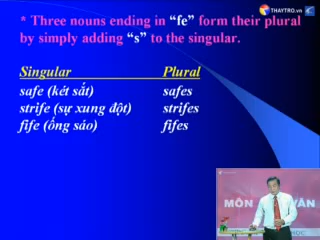 THAYTRO.VN
* Three nouns ending in “fe” form their plural
by simply adding “s” to the singular.
Singular Plural
safe (két sắt) safes
strife (sự xung đột) strifes
fife (ống sáo) fifes
MÔN VĂN